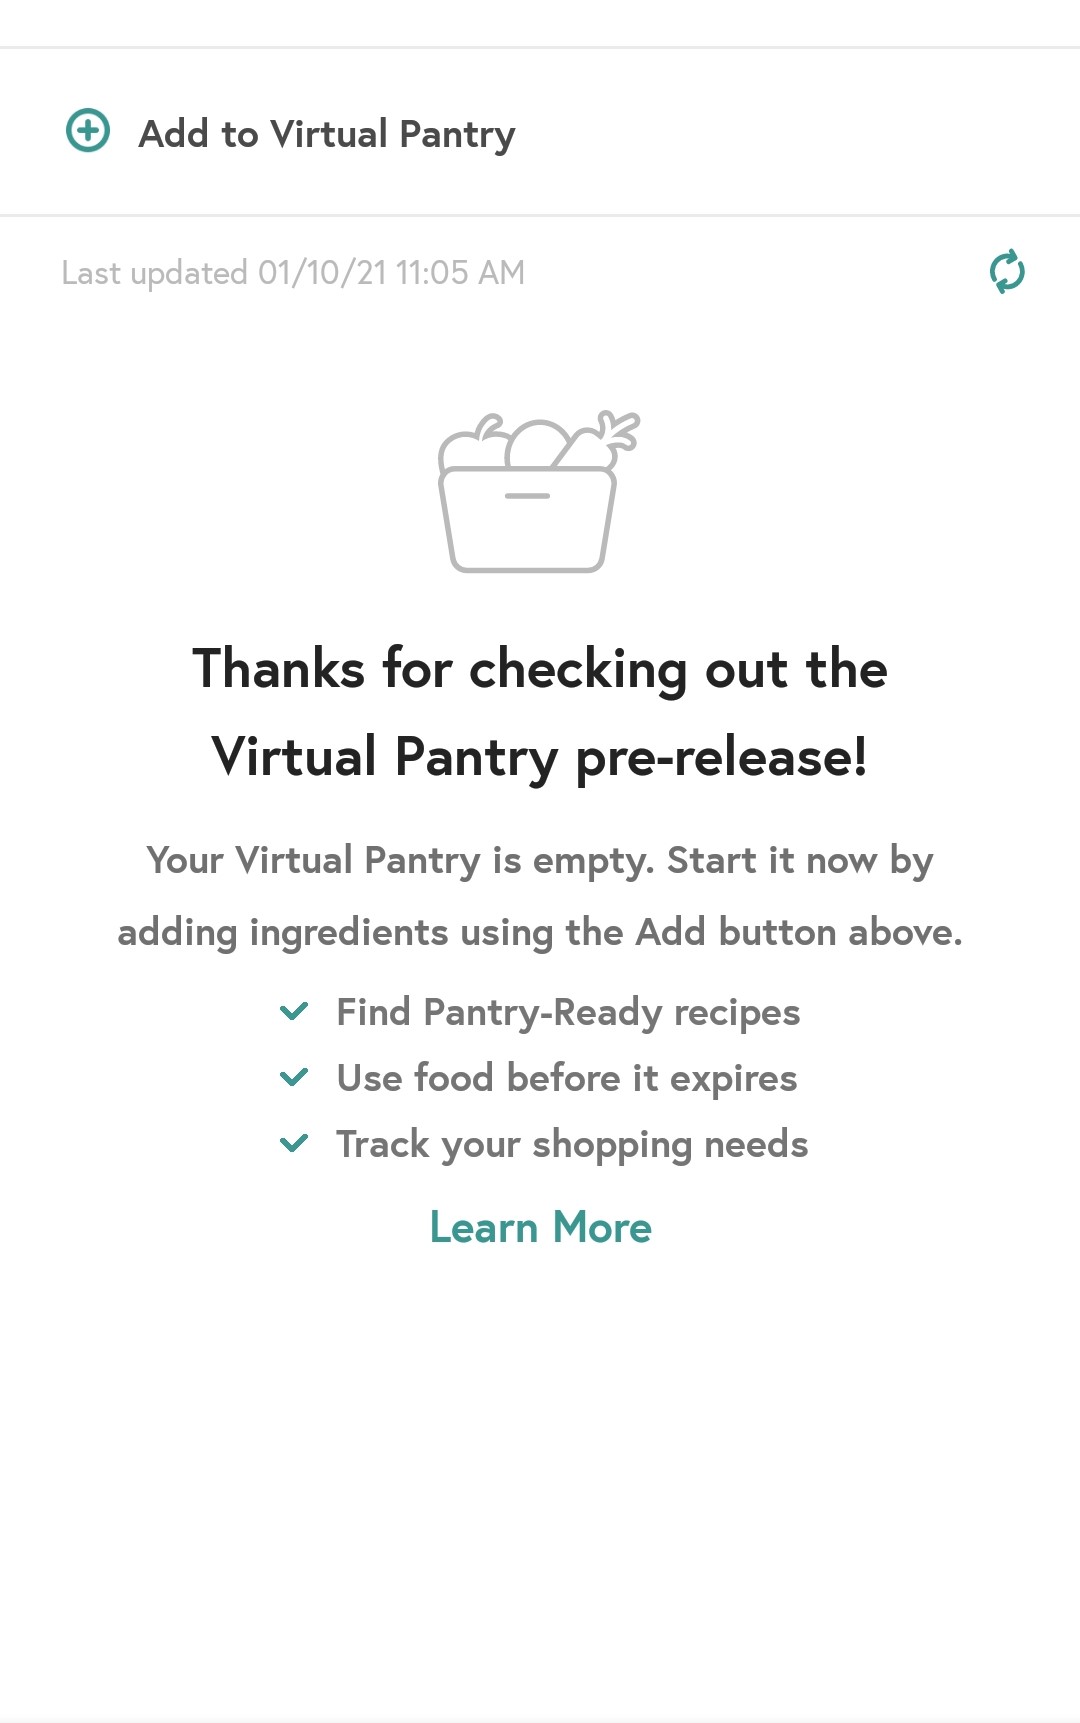 Add to Virtual Pantry
Last updated 01/10/21 11:05 AM
Thanks for checking out the
Virtual Pantry pre-release!
Your Virtual Pantry is empty. Start it now by
adding ingredients using the Add button above.
Find Pantry-Ready recipes
Use food before it expires
Track your shopping needs
Learn More